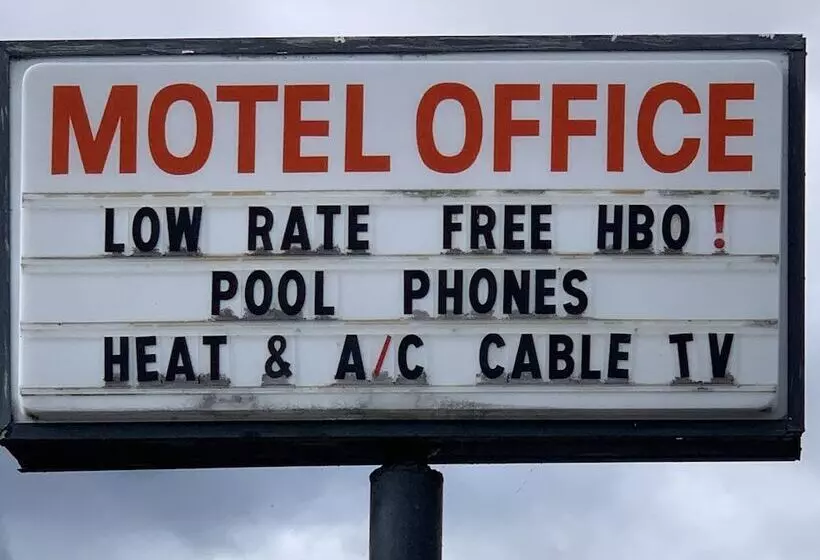 MOTEL OFFICE
LOW RATE FREE HBO!
POOL PHONES
HEAT & A/C CABLE TV